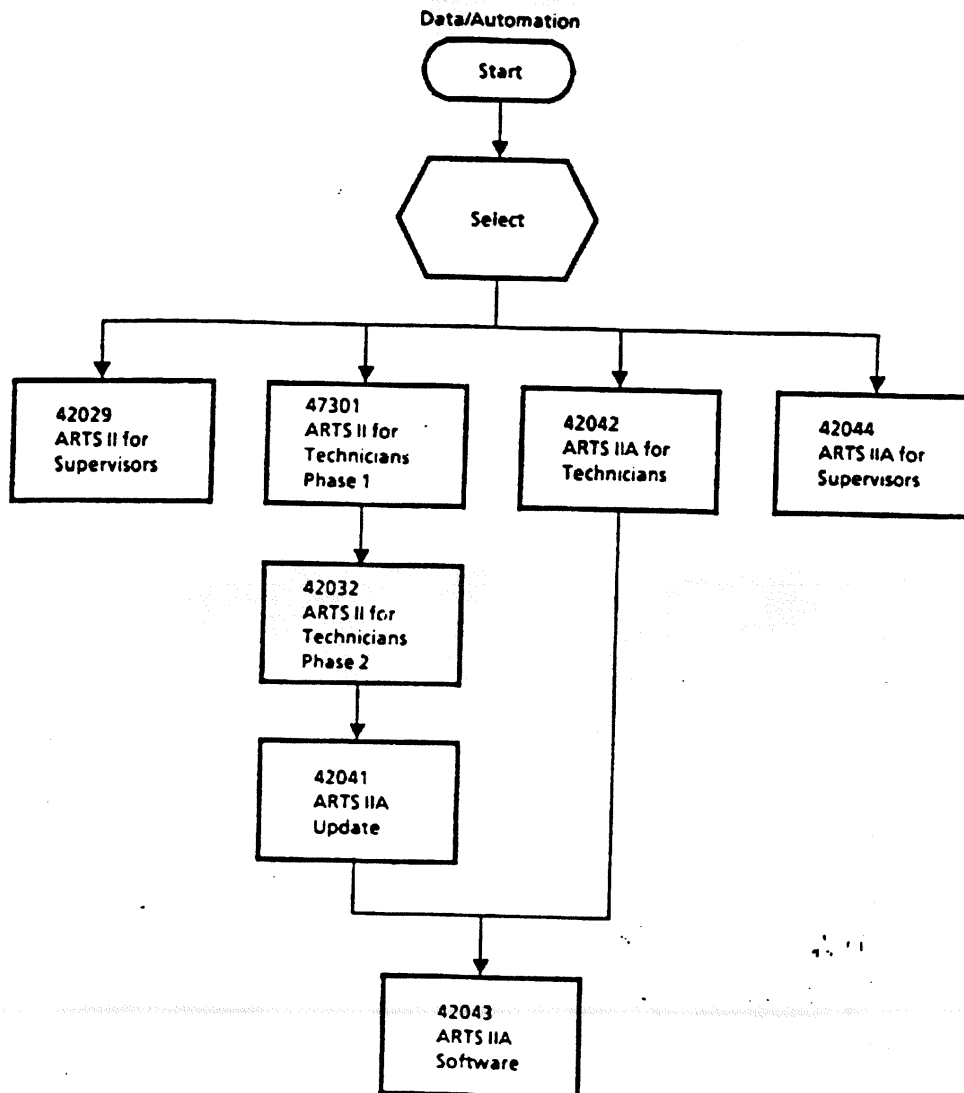 Data/Automation
Start
Select
42029
ARTS II for
Supervisors
47301
ARTS II for
Technicians
Phase 1
42042
ARTS IIA for
Technicians
42044
ARTS IIA for
Supervisors
42032
ARTS II for
Technicians
Phase 2
42041
ARTS IIA
Update
42043
ARTS IIA
Software